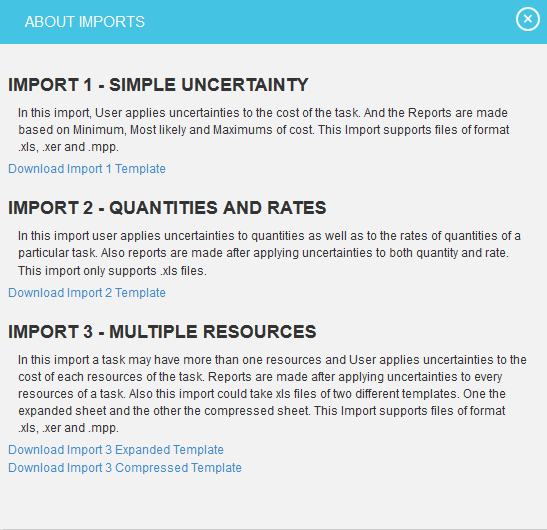 ABOUT IMPORTS
IMPORT 1 - SIMPLE UNCERTAINTY
In this import, User applies uncertainties to the cost of the task. And the Reports are made
based on Minimum, Most likely and Maximums of cost. This Import supports files of format
.xls, .xer and .mpp.
Download Import 1 Template
IMPORT 2 - QUANTITIES AND RATES
In this import user applies uncertainties to quantities as well as to the rates of quantities of a
particular task. Also reports are made after applying uncertainties to both quantity and rate.
This import only supports .xls files.
Download Import 2 Template
IMPORT 3 - MULTIPLE RESOURCES
In this import a task may have more than one resources and User applies uncertainties to the
cost of each resources of the task. Reports are made after applying uncertainties to every
resources of a task. Also this import could take xls files of two different templates. One the
expanded sheet and the other the compressed sheet. This Import supports files of format
.xls, .xer and .mpp.
Download Import 3 Expanded Template
Download Import 3 Compressed Template